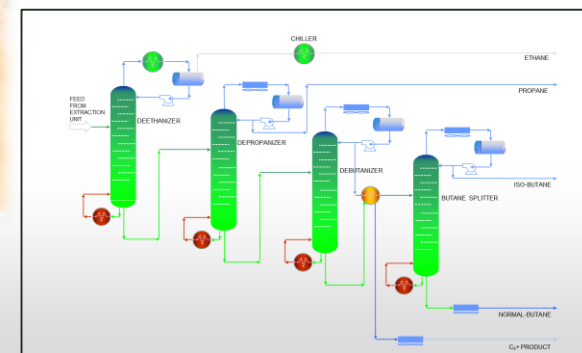 CHILLER
ETHANE
FEED
FROM
EXTRACTION
UNIT
DEETHANIZER
PROPANE
DEPROPANIZER
DEBUTANIZER
ISO-BUTANE
BUTANE SPLITTER
NORMAL-BUTANE
C₅+ PRODUCT